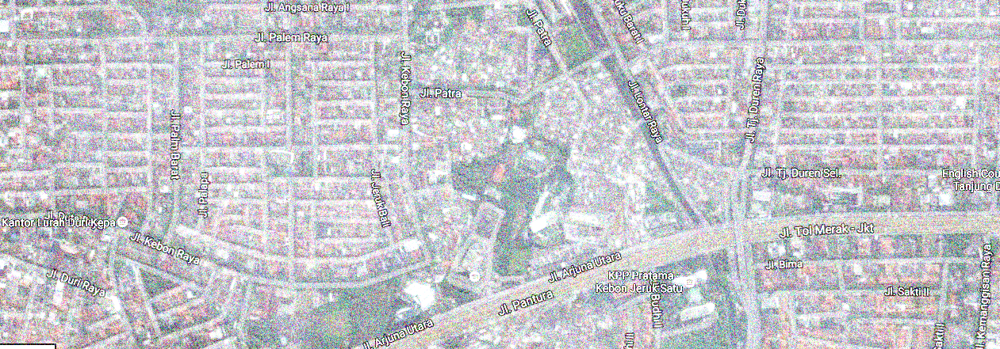 Jl. Angsana Raya I
Jl. Palem Raya
Jl. Palem I
Jl. Patra
Jl. Kebon Raya
Jl. Patra
Jl. Lontar Raya
Jl. Tj. Duren Raya
Jl. Palm Barat
Jl. Palapa
Jl. Jeruk Bali
Jl. Tj. Duren Sel.
English Cou
Tanjung D
Kantor Lurah Duri Kepa
Jl. Kebon Raya
Jl. Duri Raya
Jl. Tol Merak - Jkt
Jl. Arjuna Utara
Jl. Bima
KPP Pratama -
Kebon Jeruk Satu
Jl. Pantura
Jl. Sakti II
Jl. Kemanggisan Raya
Jl. Arjuna Utara